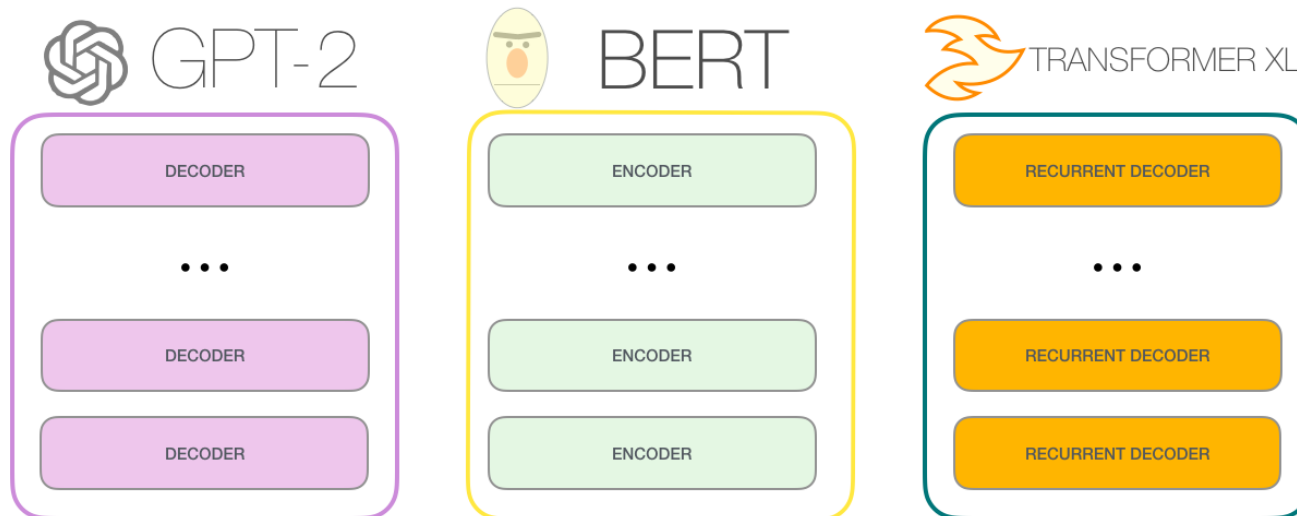 GPT-2
DECODER
•••
DECODER
DECODER
BERT
ENCODER
•••
ENCODER
ENCODER
TRANSFORMER XL
RECURRENT DECODER
•••
RECURRENT DECODER
RECURRENT DECODER